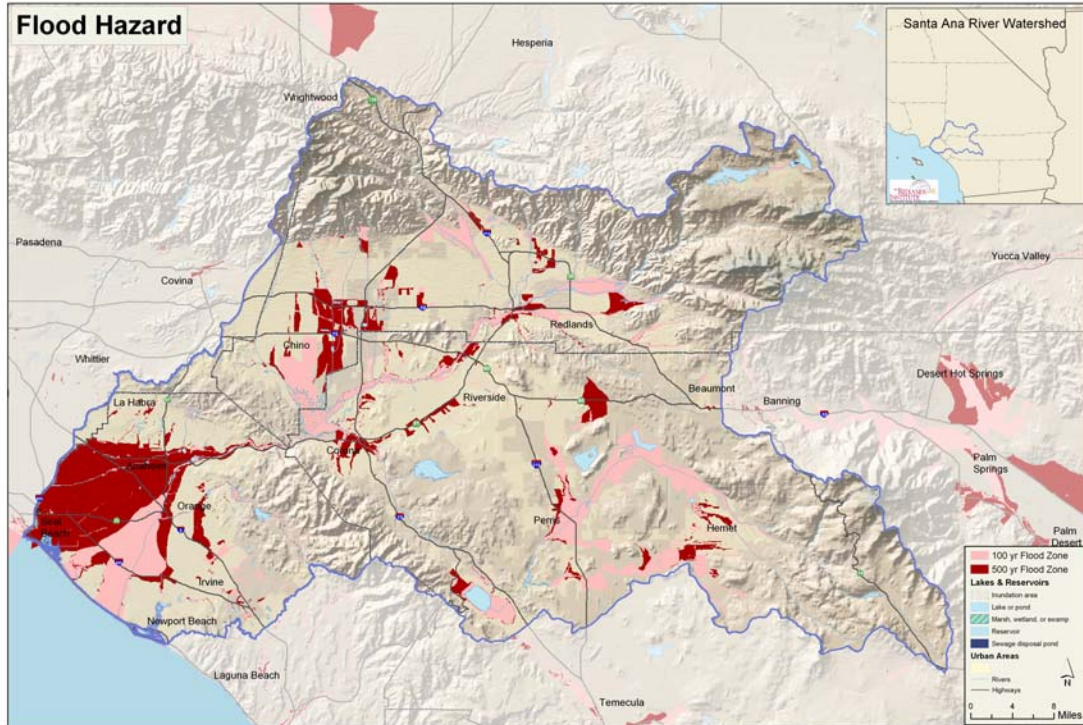 Flood Hazard
Santa Ana River Watershed
Hesperia
Wrightwood
Pasadena
Covina
Yucca Valley
Redlands
Chino
Whittier
Desert Hot Springs
Beaumont
La Habra
Riverside
Banning
Corona
Anaheim
Palm
Springs
Orange
Seal
Beach
Perris
Hemet
Palm
Desert
Irvine
Newport Beach
Laguna Beach
Temecula
100 yr Flood Zone
500 yr Flood Zone
Lakes & Reservoirs
Inundation area
Lake or pond
Marsh, wetland, or swamp
Reservoir
Sewage disposal pond
Urban Areas
Rivers
Highways
N
0 4 8
Miles